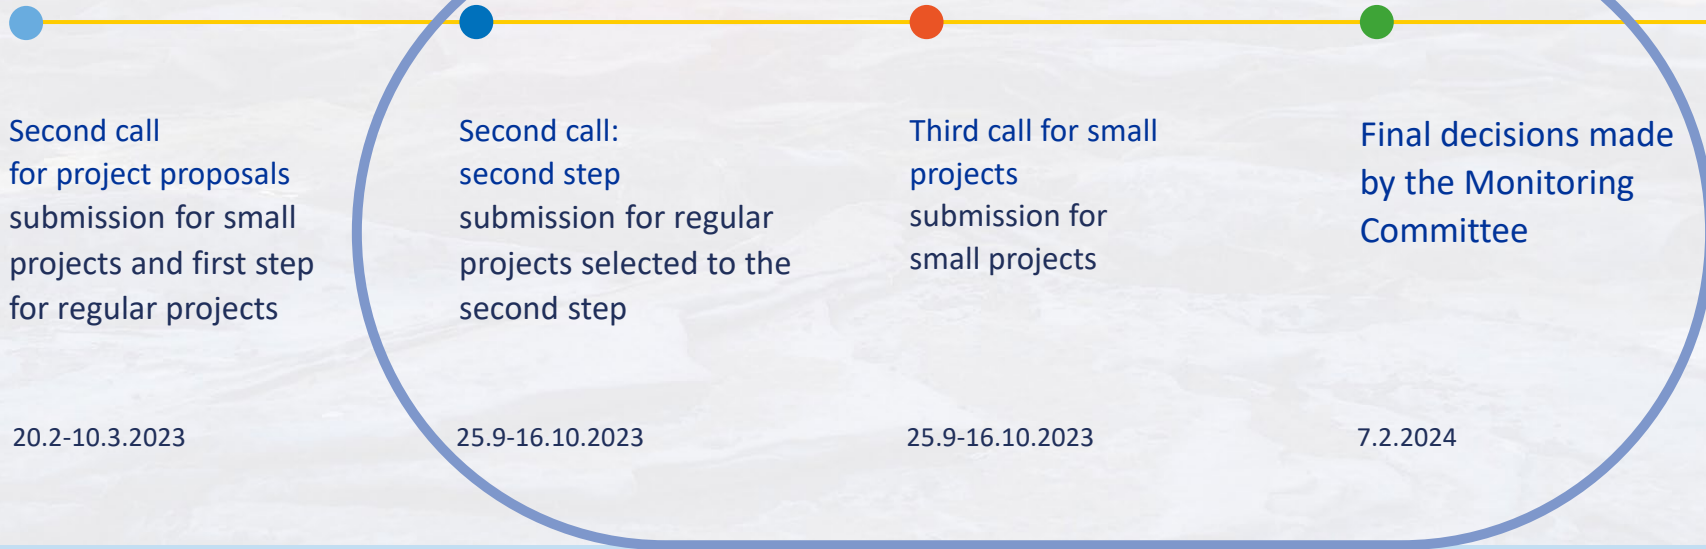 Second call
for project proposals
submission for small
projects and first step
for regular projects
20.2-10.3.2023
Second call:
second step
submission for regular
projects selected to the
second step
25.9-16.10.2023
Third call for small
projects
submission for
small projects
25.9-16.10.2023
Final decisions made
by the Monitoring
Committee
7.2.2024